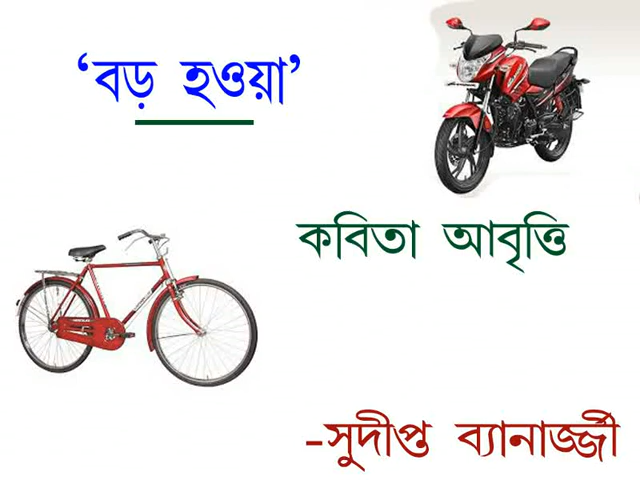 ‘বড় হওয়া’
কবিতা আবৃত্তি
-সুদীপ্ত ব্যানার্জ্জী